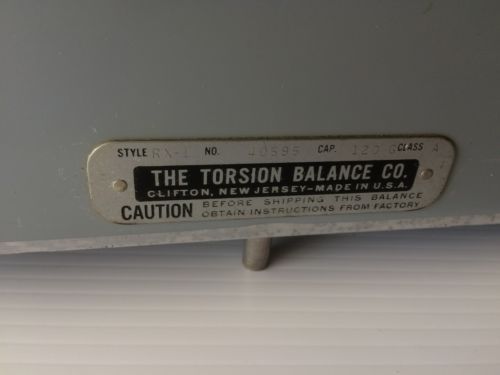 STYLE RX-1 NO. 40595 CAP. 120 G CLASS A
THE TORSION BALANCE CO.
CLIFTON, NEW JERSEY-MADE IN U.S.A.
CAUTION BEFORE SHIPPING THIS BALANCE
OBTAIN INSTRUCTIONS FROM FACTORY